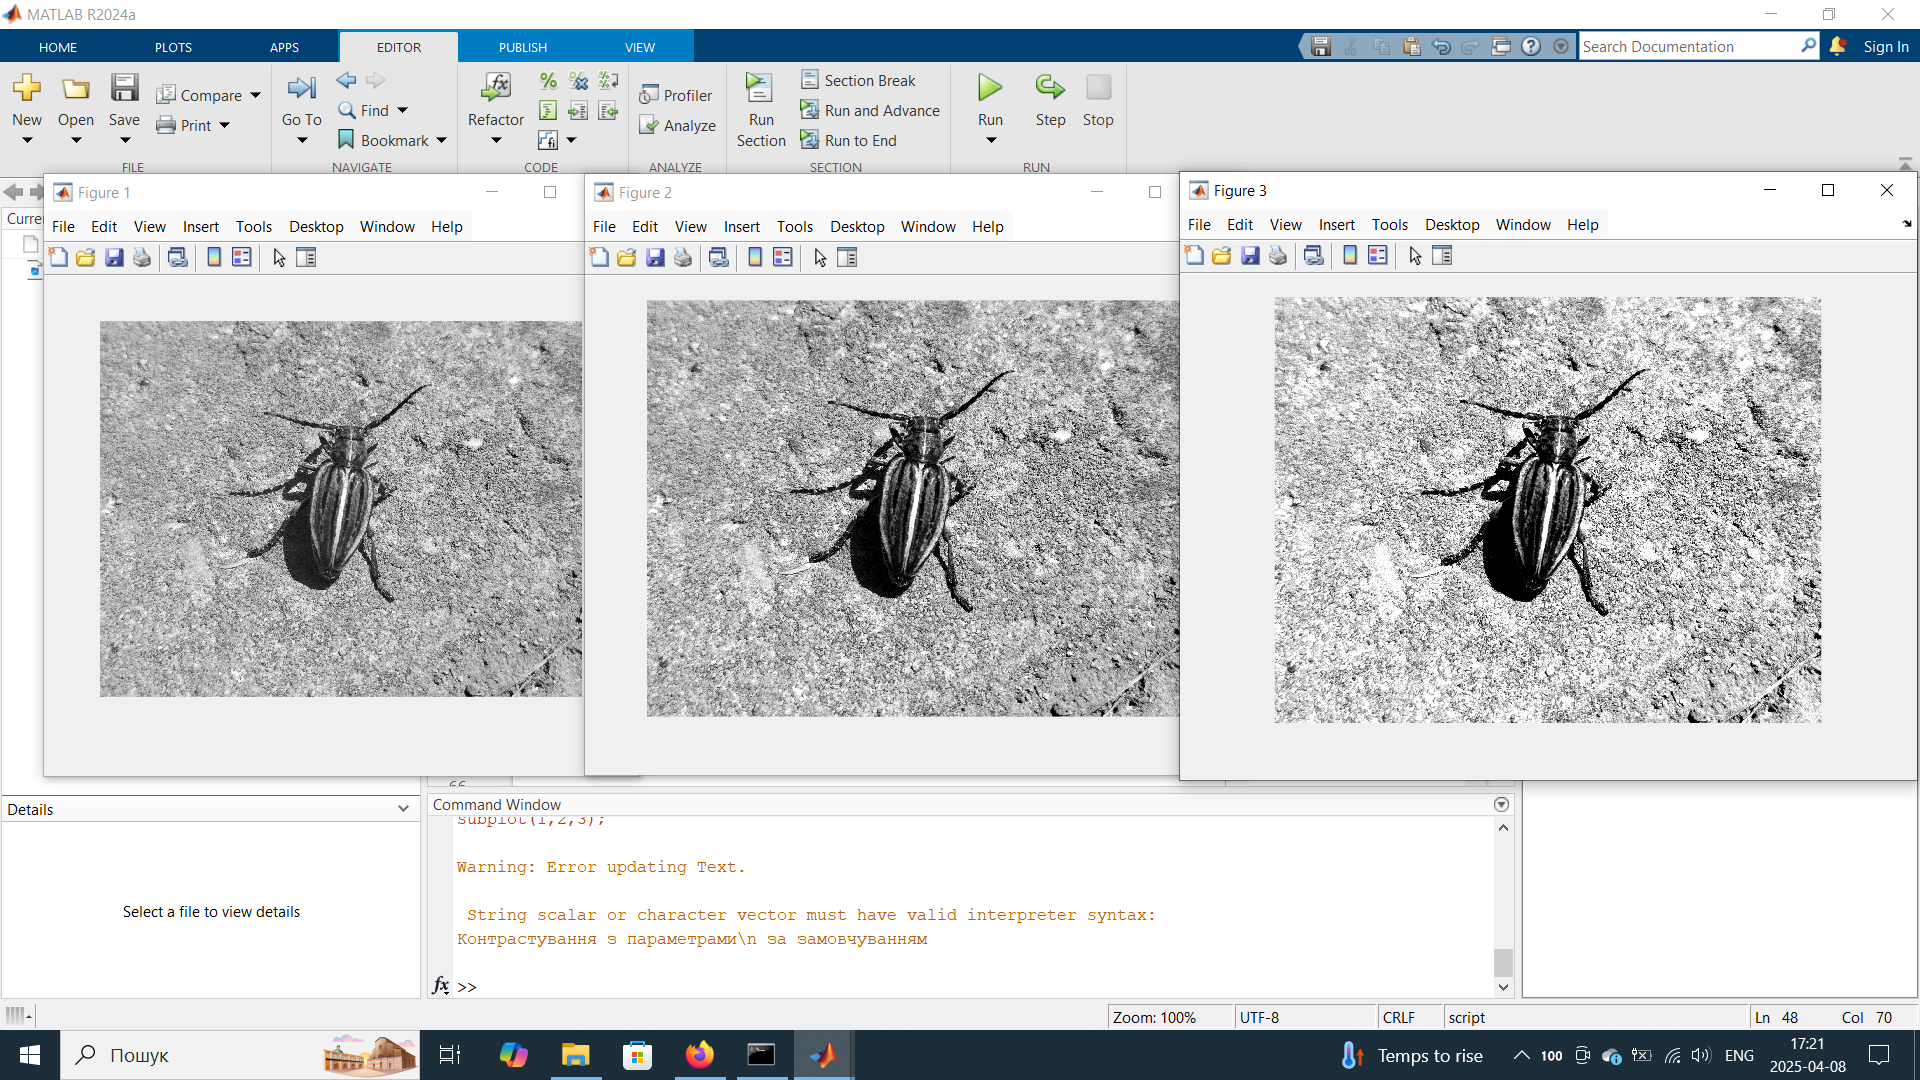 MATLAB R2024a
HOME PLOTS APPS EDITOR PUBLISH VIEW
Search Documentation
Sign In
New
Open
Save
Compare
Print
FILE
Go To
Find
Bookmark
NAVIGATE
Refactor
CODE
Profiler
Analyze
ANALYZE
Run
Section
Section Break
Run and Advance
Run to End
SECTION
Run
Step
Stop
RUN
Figure 1
File Edit View Insert Tools Desktop Window Help
Figure 2
File Edit View Insert Tools Desktop Window Help
Figure 3
File Edit View Insert Tools Desktop Window Help
Details
Select a file to view details
Command Window
subplot(1,2,3);
Warning: Error updating Text.
String scalar or character vector must have valid interpreter syntax:
Контрастування з параметрами\n за замовчуванням
fx >>
Zoom: 100% UTF-8 CRLF script Ln 48 Col 70
Пошук
Temps to rise
100
ENG
17:21
2025-04-08